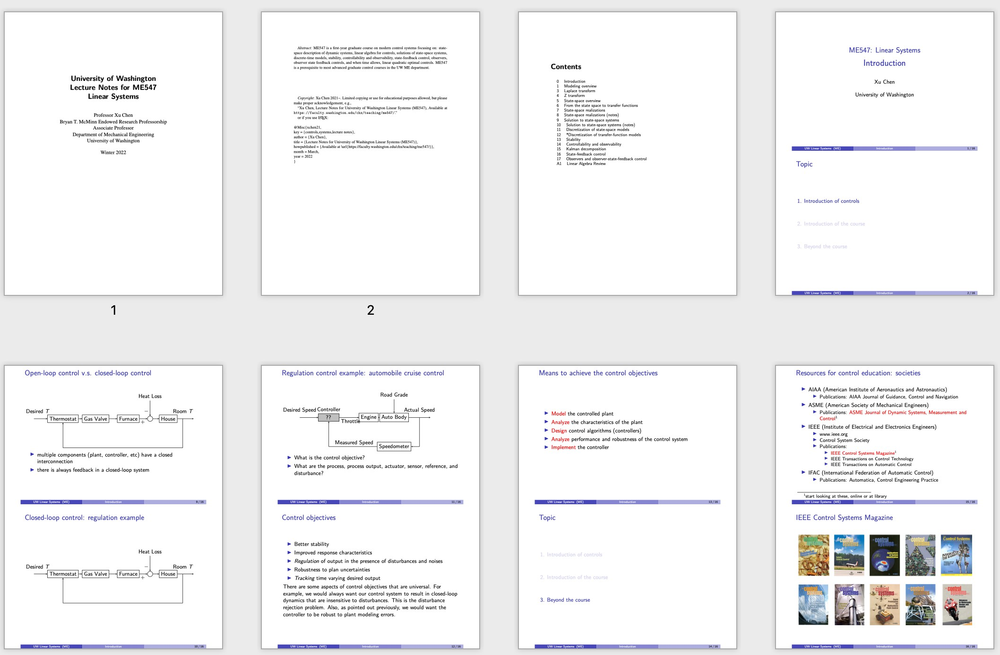 University of Washington
Lecture Notes for ME547
Linear Systems
Professor Xu Chen
Bryan T. McMinn Endowed Research Professorship
Associate Professor
Department of Mechanical Engineering
University of Washington
Winter 2022
1
Abstract: ME547 is a first-year graduate course on modern control systems focusing on: state-
space description of dynamic systems, linear algebra for controls, solutions of state-space systems,
discrete-time models, stability, controllability and observability, state-feedback control, observers,
observer state feedback controls, and when time allows, linear quadratic optimal controls. ME547
is a prerequisite to most advanced graduate control courses in the UW ME department.
Copyright: Xu Chen 2021~. Limited copying or use for educational purposes allowed, but please
make proper acknowledgement, e.g.,
"Xu Chen, Lecture Notes for University of Washington Linear Systems (ME547), Available at
https://faculty.washington.edu/chx/teaching/me547/."
or if you use LATEX:
@Misc{xchen21,
key = {controls,systems,lecture notes},
author = {Xu Chen},
title = {Lecture Notes for University of Washington Linear Systems (ME547)},
howpublished = {Available at \url{https://faculty.washington.edu/chx/teaching/me547/}},
month = March,
year = 2022
}
2
Contents
0 Introduction
1 Modeling overview
3 Laplace transform
4 Z transform
5 State-space overview
6 From the state space to transfer functions
7 State-space realizations
8 State-space realizations (notes)
9 Solution to state-space systems
10 Solution to state-space systems (notes)
11 Discretization of state-space models
12 *Discretization of transfer-function models
13 Stability
14 Controllability and observability
15 Kalman decomposition
16 State-feedback control
17 Observers and observer-state-feedback control
A1 Linear Algebra Review
ME547: Linear Systems
Introduction
Xu Chen
University of Washington
UW Linear Systems (ME) Introduction 1 / 16
Topic
1. Introduction of controls
2. Introduction of the course
3. Beyond the course
UW Linear Systems (ME) Introduction 2 / 16
Open-loop control v.s. closed-loop control
Heat Loss
Desired T − Room T
Thermostat Gas Valve Furnace + House
▶ multiple components (plant, controller, etc) have a closed
interconnection
▶ there is always feedback in a closed-loop system
UW Linear Systems (ME) Introduction 9 / 16
Closed-loop control: regulation example
Heat Loss
Desired T − Room T
Thermostat Gas Valve Furnace + House
UW Linear Systems (ME) Introduction 10 / 16
Regulation control example: automobile cruise control
Road Grade
Desired Speed Controller Actual Speed
?? Throttle Engine Auto Body
Measured Speed Speedometer
▶ What is the control objective?
▶ What are the process, process output, actuator, sensor, reference, and
disturbance?
UW Linear Systems (ME) Introduction 11 / 16
Control objectives
▶ Better stability
▶ Improved response characteristics
▶ Regulation of output in the presence of disturbances and noises
▶ Robustness to plan uncertainties
▶ Tracking time varying desired output
There are some aspects of control objectives that are universal. For
example, we would always want our control system to result in closed-loop
dynamics that are insensitive to disturbances. This is the disturbance
rejection problem. Also, as pointed out previously, we would want the
controller to be robust to plant modeling errors.
UW Linear Systems (ME) Introduction 12 / 16
Means to achieve the control objectives
▶ Model the controlled plant
▶ Analyze the characteristics of the plant
▶ Design control algorithms (controllers)
▶ Analyze performance and robustness of the control system
▶ Implement the controller
UW Linear Systems (ME) Introduction 13 / 16
Topic
1. Introduction of controls
2. Introduction of the course
3. Beyond the course
UW Linear Systems (ME) Introduction 14 / 16
Resources for control education: societies
▶ AIAA (American Institute of Aeronautics and Astronautics)
▶ Publications: AIAA Journal of Guidance, Control and Navigation
▶ ASME (American Society of Mechanical Engineers)
▶ Publications: ASME Journal of Dynamic Systems, Measurement and
Control¹
▶ IEEE (Institute of Electrical and Electronics Engineers)
▶ www.ieee.org
▶ Control System Society
▶ Publications:
▶ IEEE Control Systems Magazine¹
▶ IEEE Transactions on Control Technology
▶ IEEE Transactions on Automatic Control
▶ IFAC (International Federation of Automatic Control)
▶ Publications: Automatica, Control Engineering Practice
¹start looking at these, online or at library
UW Linear Systems (ME) Introduction 15 / 16
IEEE Control Systems Magazine
control systems
control systems
control systems
control systems
Control Systems
control systems
control systems
control systems
control systems
control systems
UW Linear Systems (ME) Introduction 16 / 16